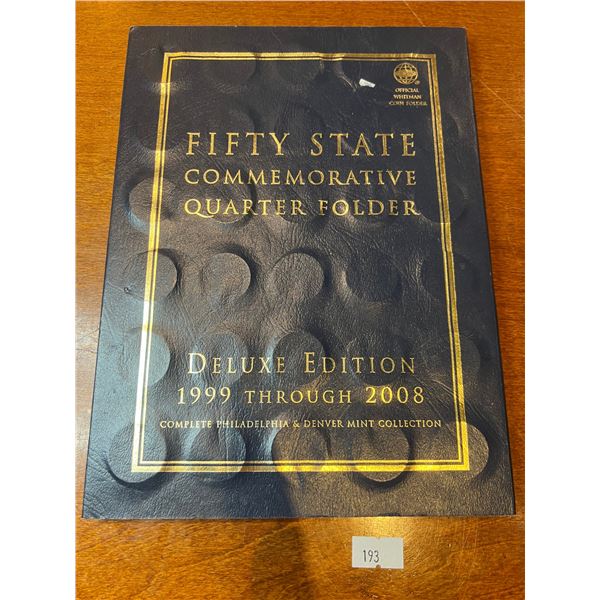 OFFICIAL
WHITMAN
COIN FOLDER
FIFTY STATE
COMMEMORATIVE
QUARTER FOLDER
DELUXE EDITION
1999 THROUGH 2008
COMPLETE PHILADELPHIA & DENVER MINT COLLECTION
193